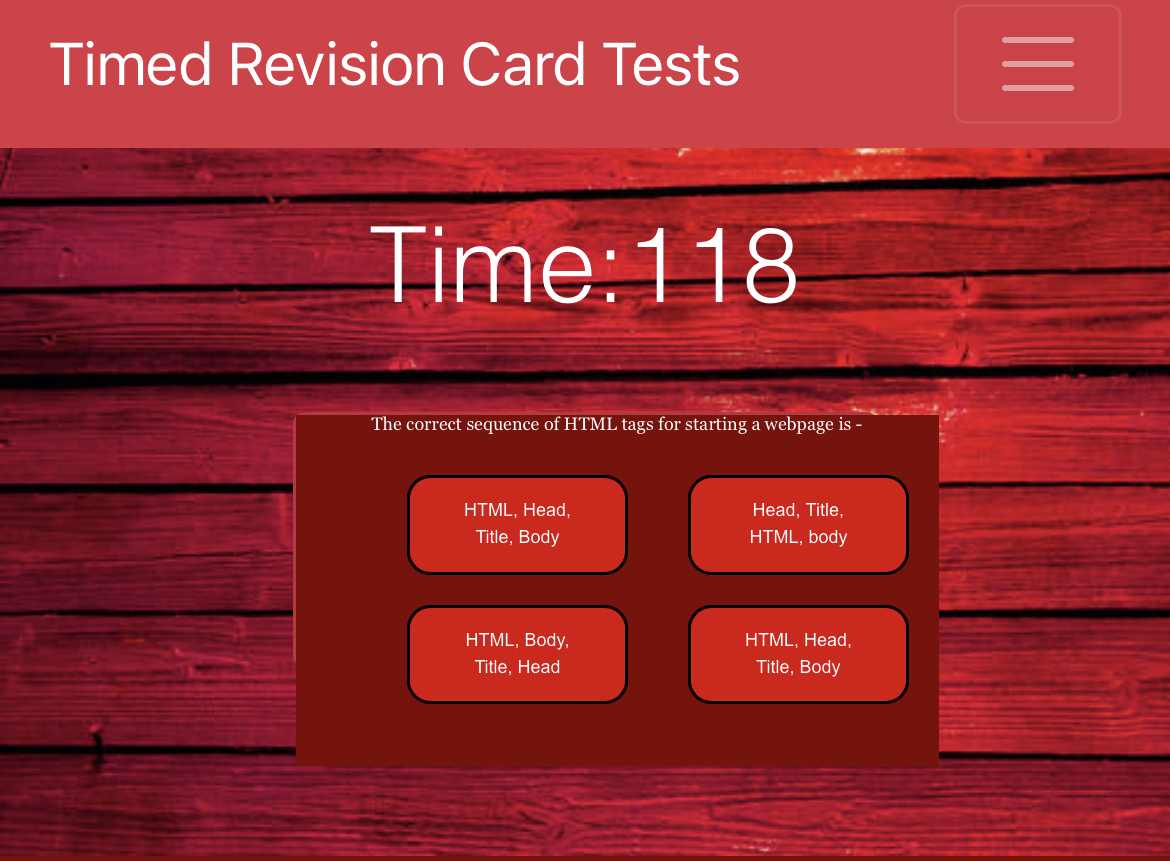 Timed Revision Card Tests
Time:118
The correct sequence of HTML tags for starting a webpage is -
HTML, Head,
Title, Body
Head, Title,
HTML, body
HTML, Body,
Title, Head
HTML, Head,
Title, Body